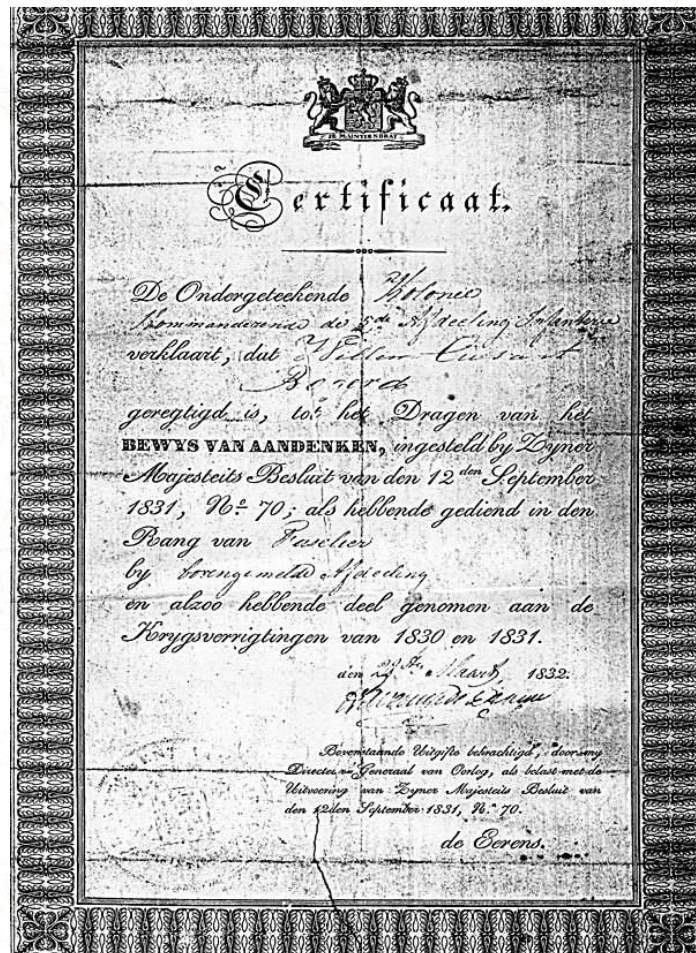 JE MAINTIENDRAI
Certificaat.
De Ondergeteekende Kolonel
Kommanderende de 5de Afdeeling Infanterie
verklaart, dat Willem
geregtigd is, tot het Dragen van het
BEWYS VAN AANDENKEN, ingesteld by Zyner
Majesteits Besluit van den 12den September
1831, No. 70; als hebbende gediend in den
Rang van Fuselier
by bovengemelde Afdeeling
en alzoo hebbende deel genomen aan de
Krygsverrigtingen van 1830 en 1831.
den Maart, 1832.
Bovenstaande Uitgifte bekrachtigd, door my
Directeur-Generaal van Oorlog, als belast met de
Uitvoering van Zyner Majesteits Besluit van
den 12den September 1831, No. 70.
de Eerens.